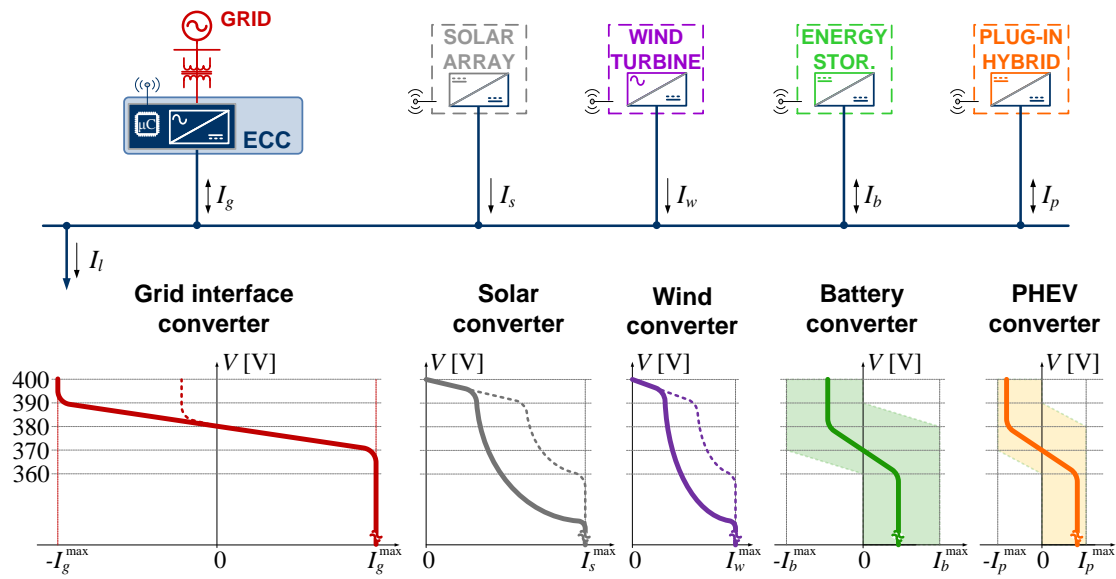 GRID
μC
ECC
SOLAR
ARRAY
WIND
TURBINE
ENERGY
STOR.
PLUG-IN
HYBRID
I_g
I_s
I_w
I_b
I_p
I_l
Grid interface
converter
Solar
converter
Wind
converter
Battery
converter
PHEV
converter
V [V]
V [V]
V [V]
V [V]
V [V]
400
390
380
370
360
-I_g^max
0
I_g^max
0
I_s^max
0
I_w^max
-I_b^max
0
I_b^max
-I_p^max
0
I_p^max